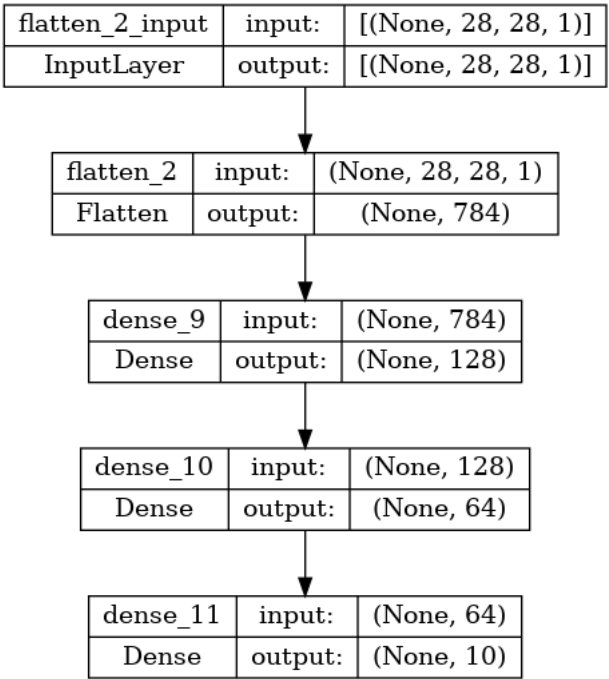 flatten_2_input input: [(None, 28, 28, 1)]
InputLayer output: [(None, 28, 28, 1)]
flatten_2 input: (None, 28, 28, 1)
Flatten output: (None, 784)
dense_9 input: (None, 784)
Dense output: (None, 128)
dense_10 input: (None, 128)
Dense output: (None, 64)
dense_11 input: (None, 64)
Dense output: (None, 10)